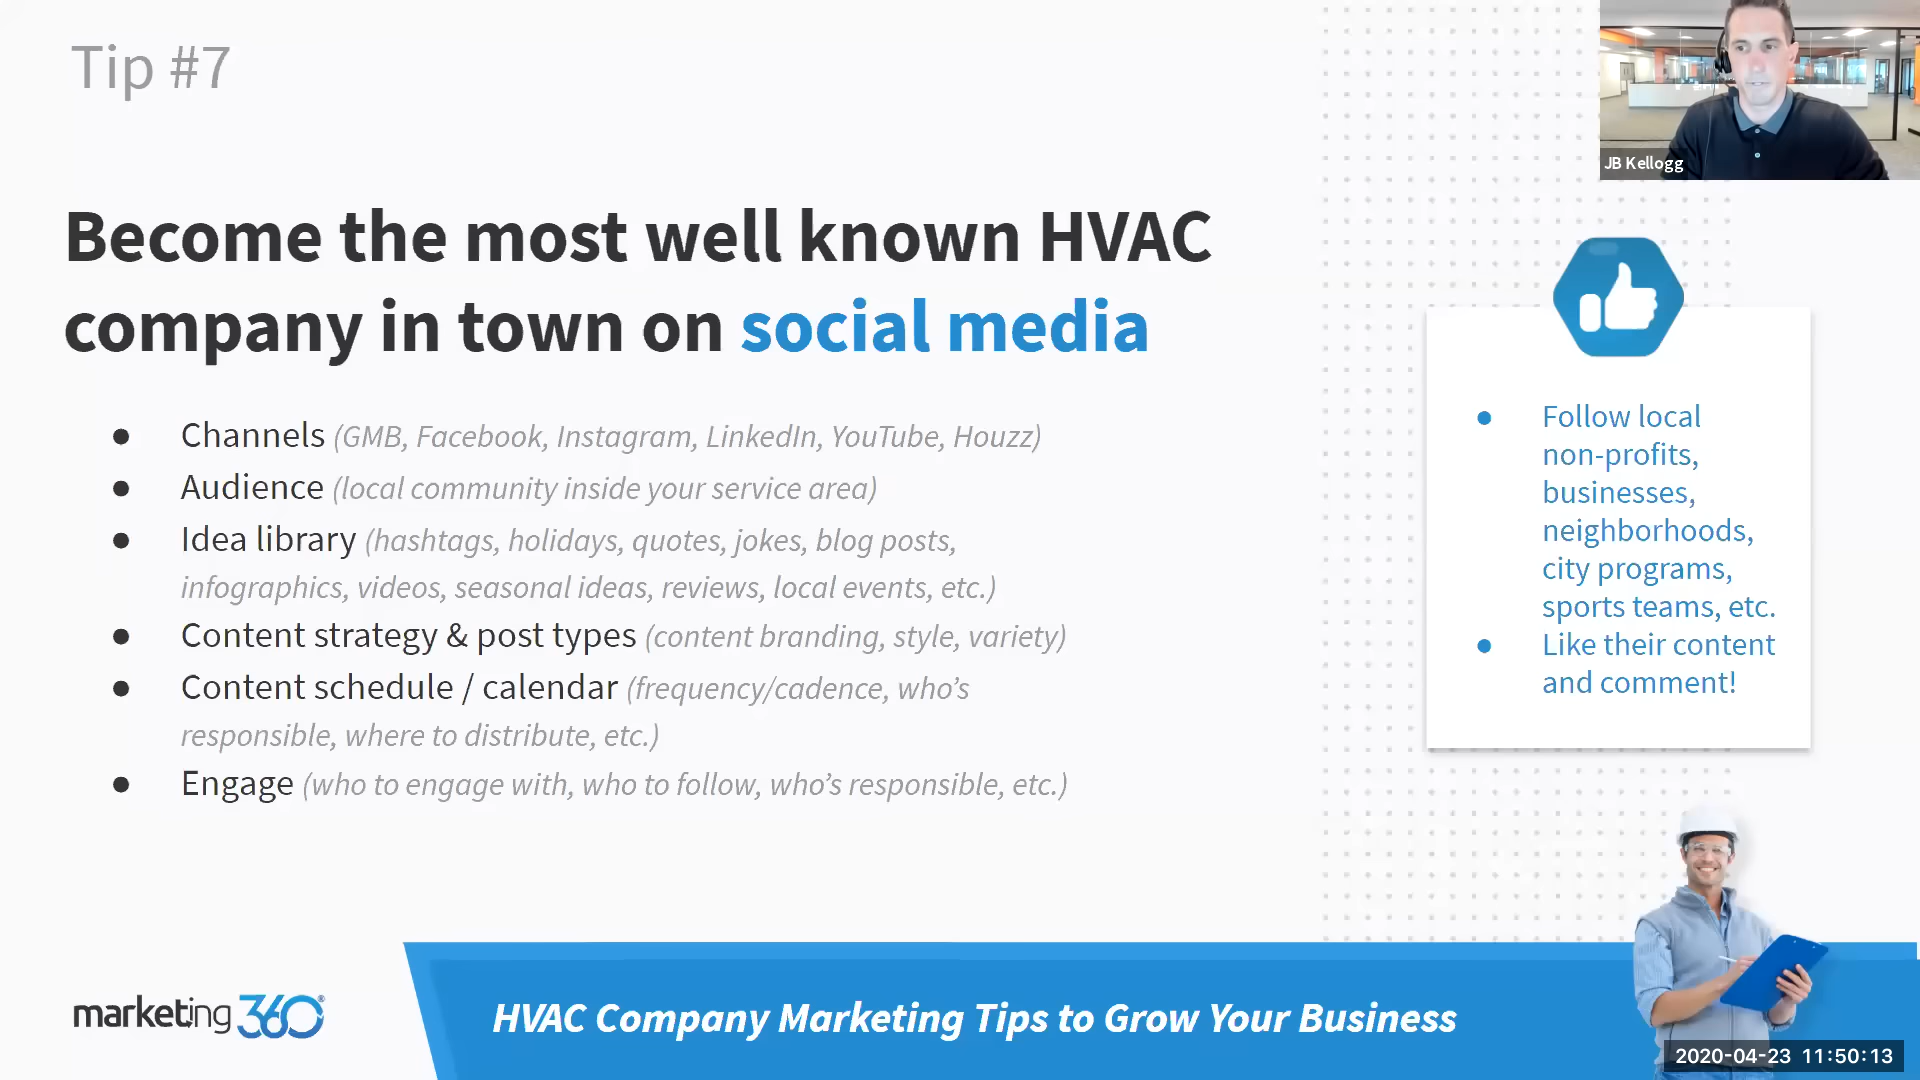 Tip #7
JB Kellogg
Become the most well known HVAC
company in town on social media
● Channels (GMB, Facebook, Instagram, LinkedIn, YouTube, Houzz)
● Audience (local community inside your service area)
● Idea library (hashtags, holidays, quotes, jokes, blog posts,
infographics, videos, seasonal ideas, reviews, local events, etc.)
● Content strategy & post types (content branding, style, variety)
● Content schedule / calendar (frequency/cadence, who’s
responsible, where to distribute, etc.)
● Engage (who to engage with, who to follow, who’s responsible, etc.)
● Follow local
non-profits,
businesses,
neighborhoods,
city programs,
sports teams, etc.
● Like their content
and comment!
marketing 360®
HVAC Company Marketing Tips to Grow Your Business
2020-04-23 11:50:13